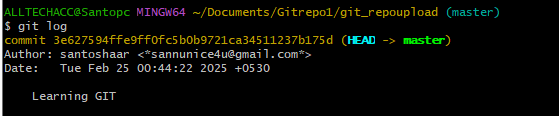 ALLTECHACC@Santopc MINGW64 ~/Documents/Gitrepo1/git_repoupload (master)
$ git log
commit 3e627594ffe9ff0fc5b0b9721ca34511237b175d (HEAD -> master)
Author: santoshaar <*sannunice4u@gmail.com*>
Date:   Tue Feb 25 00:44:22 2025 +0530
    Learning GIT